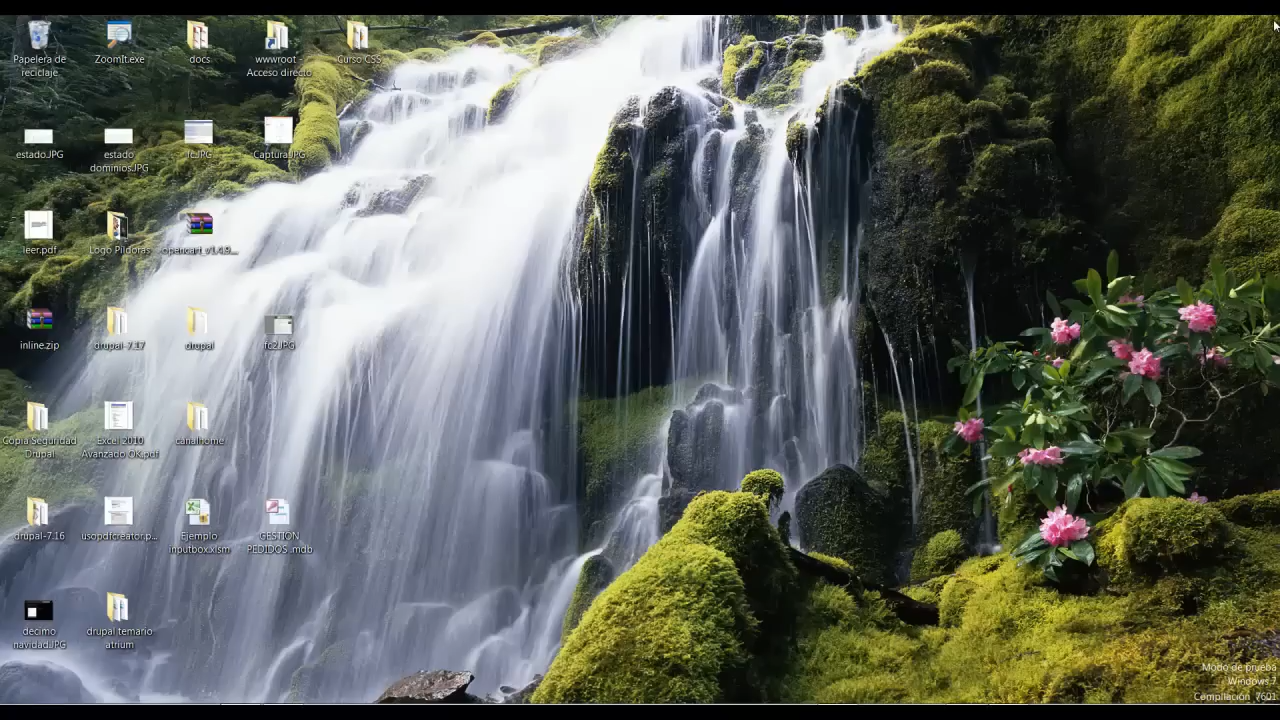 Papelera de
reciclaje
ZoomIt.exe
docs
wwwroot -
Acceso directo
Curso CSS
estado.JPG
estado
dominios.JPG
fc.JPG
Captura.JPG
leer.pdf
Logo Pildoras
opencart_v1.4.9...
inline.zip
drupal-7.17
drupal
fc2.JPG
Copia Seguridad
Drupal
Excel 2010
Avanzado OK.pdf
canalhome
drupal-7.16
usopdfcreator.p...
Ejemplo
inputbox.xlsm
GESTION
PEDIDOS .mdb
decimo
navidad.JPG
drupal temario
atrium
Modo de prueba
Windows 7
Compilación 7601